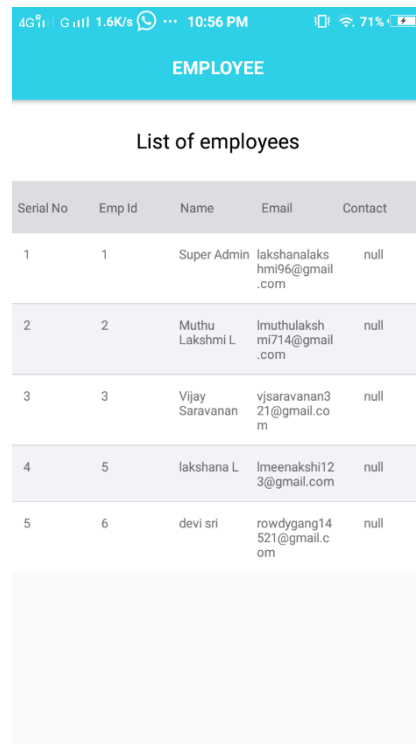 4G R G 1.6K/s ... 10:56 PM 71%
EMPLOYEE
List of employees
Serial No Emp Id Name Email Contact
1 1 Super Admin lakshanalaks null
hmi96@gmail
.com
2 2 Muthu lmuthulaksh null
Lakshmi L mi714@gmail
.com
3 3 Vijay vjsaravanan3 null
Saravanan 21@gmail.co
m
4 5 lakshana L lmeenakshi12 null
3@gmail.com
5 6 devi sri rowdygang14 null
521@gmail.c
om